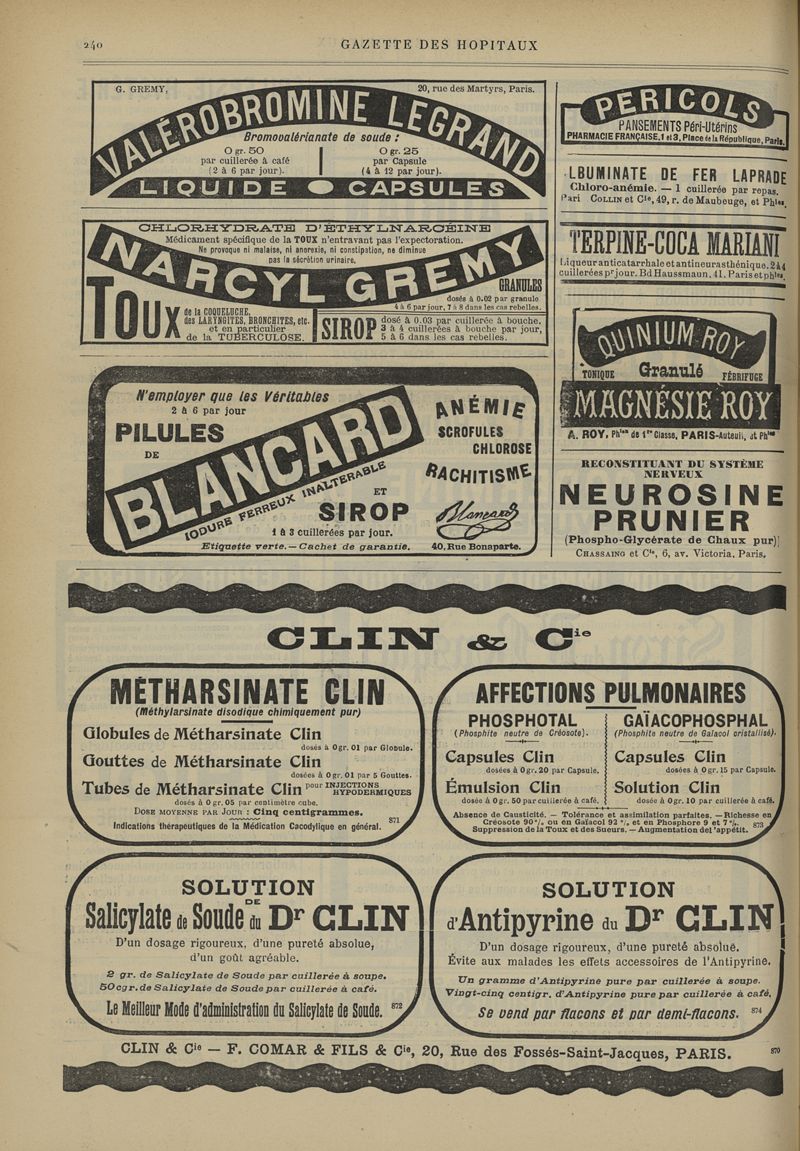 240
GAZETTE DES HOPITAUX
G. GREMY,
20, rue des Martyrs, Paris.
VALÉROBROMINE LEGRAND
Bromovalérianate de soude :
0 gr. 50
par cuillerée à café
(2 à 6 par jour).
0 gr. 25
par Capsule
(4 à 12 par jour).
LIQUIDE CAPSULES
CHLORHYDRATE D'ÉTHYLNARCÉINE
Médicament spécifique de la TOUX n'entravant pas l'expectoration.
Ne provoque ni malaise, ni anorexie, ni constipation, ne diminue
pas la sécrétion urinaire.
NARCYL GREMY
GRANULES
dosés à 0.02 par granule
4 à 6 par jour, 7 à 8 dans les cas rebelles.
TOUX
de la COQUELUCHE,
des LARYNGITES, BRONCHITES, etc.
et en particulier
de la TUBERCULOSE.
SIROP
dosé à 0.03 par cuillerée à bouche.
3 à 4 cuillerées à bouche par jour,
5 à 6 dans les cas rebelles.
N'employer que les Véritables
2 à 6 par jour
PILULES
DE
BLANCARD
IODURE FERREUX INALTERABLE
ET
SIROP
1 à 3 cuillerées par jour.
Etiquette verte. — Cachet de garantie.
ANÉMIE
SCROFULES
CHLOROSE
RACHITISME
Blancard
40, Rue Bonaparte.
PERICOLS
PANSEMENTS Péri-Utérins
PHARMACIE FRANÇAISE, 1 et 3, Place de la République, Paris.
LBUMINATE DE FER LAPRADE
Chloro-anémie. — 1 cuillerée par repas.
Pari COLLIN et Cie, 49, r. de Maubeuge, et Phies.
TERPINE-COCA MARIANI
Liqueur anticatarrhale et antineurasthénique. 2 à 4
cuillerées pr jour. Bd Haussmann, 41, Paris et phies.
QUINIUM ROY
TONIQUE Granulé FÉBRIFUGE
MAGNÉSIE ROY
A. ROY, Phien de 1re Classe, PARIS-Auteuil, et Phies
RECONSTITUANT DU SYSTÈME
NERVEUX
NEUROSINE
PRUNIER
(Phospho-Glycérate de Chaux pur)
CHASSAING et Cie, 6, av. Victoria, Paris.
CLIN & Cie
MÉTHARSINATE CLIN
(Méthylarsinate disodique chimiquement pur)
Globules de Métharsinate Clin
dosés à 0 gr. 01 par Globule.
Gouttes de Métharsinate Clin
dosées à 0 gr. 01 par 5 Gouttes.
Tubes de Métharsinate Clin pour INJECTIONS HYPODERMIQUES
dosés à 0 gr. 05 par centimètre cube.
DOSE MOYENNE PAR JOUR : Cinq centigrammes.
Indications thérapeutiques de la Médication Cacodylique en général.
871
AFFECTIONS PULMONAIRES
PHOSPHOTAL
(Phosphite neutre de Créosote).
Capsules Clin
dosées à 0 gr. 20 par Capsule.
Émulsion Clin
dosée à 0 gr. 50 par cuillerée à café.
GAÏACOPHOSPHAL
(Phosphite neutre de Gaïacol cristallisé).
Capsules Clin
dosées à 0 gr. 15 par Capsule.
Solution Clin
dosée à 0 gr. 10 par cuillerée à café.
Absence de Causticité. — Tolérance et assimilation parfaites. — Richesse en
Créosote 90 % ou en Gaïacol 92 % et en Phosphore 9 et 7 %.
Suppression de la Toux et des Sueurs. — Augmentation de l'appétit.
873
SOLUTION
DE
Salicylate de Soude du Dr CLIN
D'un dosage rigoureux, d'une pureté absolue,
d'un goût agréable.
2 gr. de Salicylate de Soude par cuillerée à soupe.
50 cgr. de Salicylate de Soude par cuillerée à café.
Le Meilleur Mode d'administration du Salicylate de Soude.
872
SOLUTION
d'Antipyrine du Dr CLIN
D'un dosage rigoureux, d'une pureté absolue.
Évite aux malades les effets accessoires de l'Antipyrine.
Un gramme d'Antipyrine pure par cuillerée à soupe.
Vingt-cinq centigr. d'Antipyrine pure par cuillerée à café.
Se vend par flacons et par demi-flacons.
874
CLIN & Cie — F. COMAR & FILS & Cie, 20, Rue des Fossés-Saint-Jacques, PARIS.
870